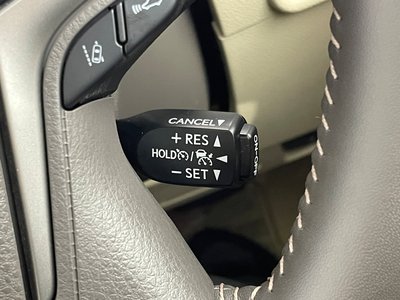 CANCEL▼
+ RES ▲
HOLD / ◄
− SET ▼
ON-OFF